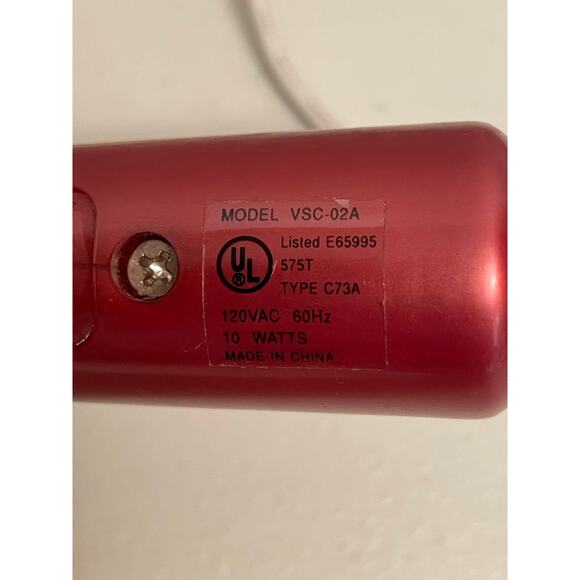 MODEL VSC-02A
Listed E65995
UL
®
575T
TYPE C73A
120VAC 60Hz
10 WATTS
MADE IN CHINA